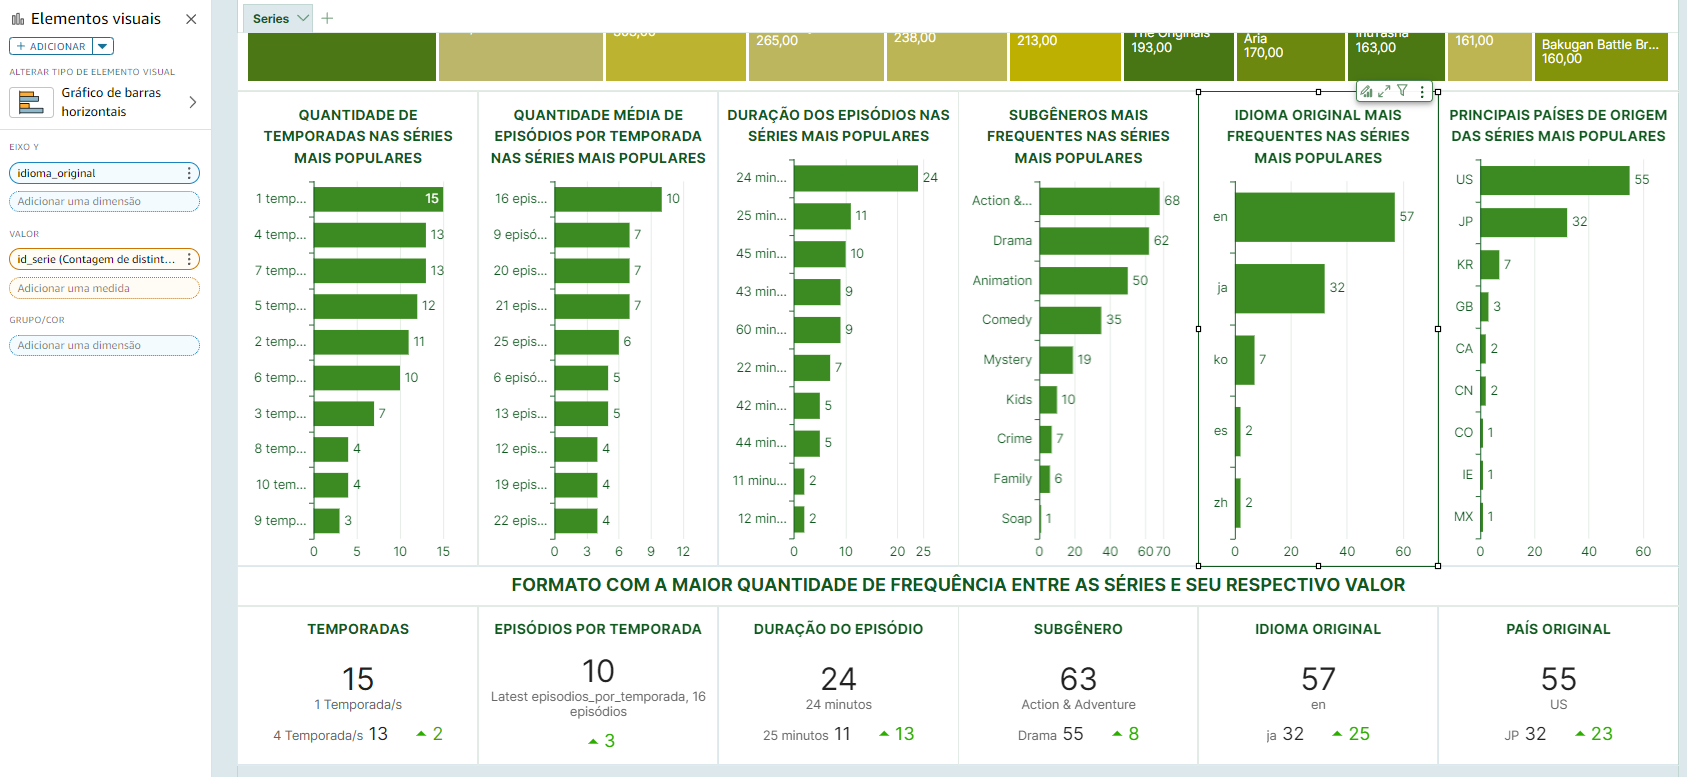 Elementos visuais
Series
ADICIONAR
ALTERAR TIPO DE ELEMENTO VISUAL
Gráfico de barras
horizontais
EIXO Y
idioma_original
Adicionar uma dimensão
VALOR
id_serie (Contagem de distint...
Adicionar uma medida
GRUPO/COR
Adicionar uma dimensão
265,00
238,00
213,00
The Originals
193,00
Aria
170,00
InuYasha
163,00
161,00
Bakugan Battle Br...
160,00
QUANTIDADE DE
TEMPORADAS NAS SÉRIES
MAIS POPULARES
1 temp... 15
4 temp... 13
7 temp... 13
5 temp... 12
2 temp... 11
6 temp... 10
3 temp... 7
8 temp... 4
10 tem... 4
9 temp... 3
0 5 10 15
QUANTIDADE MÉDIA DE
EPISÓDIOS POR TEMPORADA
NAS SÉRIES MAIS POPULARES
16 epis... 10
9 episó... 7
20 epis... 7
21 epis... 7
25 epis... 6
6 episó... 5
13 epis... 5
12 epis... 4
19 epis... 4
22 epis... 4
0 3 6 9 12
DURAÇÃO DOS EPISÓDIOS NAS
SÉRIES MAIS POPULARES
24 min... 24
25 min... 11
45 min... 10
43 min... 9
60 min... 9
22 min... 7
42 min... 5
44 min... 5
11 minu... 2
12 min... 2
0 10 20 25
SUBGÊNEROS MAIS
FREQUENTES NAS SÉRIES
MAIS POPULARES
Action &... 68
Drama 62
Animation 50
Comedy 35
Mystery 19
Kids 10
Crime 7
Family 6
Soap 1
0 20 40 60 70
IDIOMA ORIGINAL MAIS
FREQUENTES NAS SÉRIES
MAIS POPULARES
en 57
ja 32
ko 7
es 2
zh 2
0 20 40 60
PRINCIPAIS PAÍSES DE ORIGEM
DAS SÉRIES MAIS POPULARES
US 55
JP 32
KR 7
GB 3
CA 2
CN 2
CO 1
IE 1
MX 1
0 20 40 60
FORMATO COM A MAIOR QUANTIDADE DE FREQUÊNCIA ENTRE AS SÉRIES E SEU RESPECTIVO VALOR
TEMPORADAS
15
1 Temporada/s
4 Temporada/s 13 2
EPISÓDIOS POR TEMPORADA
10
Latest episodios_por_temporada, 16
episódios
3
DURAÇÃO DO EPISÓDIO
24
24 minutos
25 minutos 11 13
SUBGÊNERO
63
Action & Adventure
Drama 55 8
IDIOMA ORIGINAL
57
en
ja 32 25
PAÍS ORIGINAL
55
US
JP 32 23